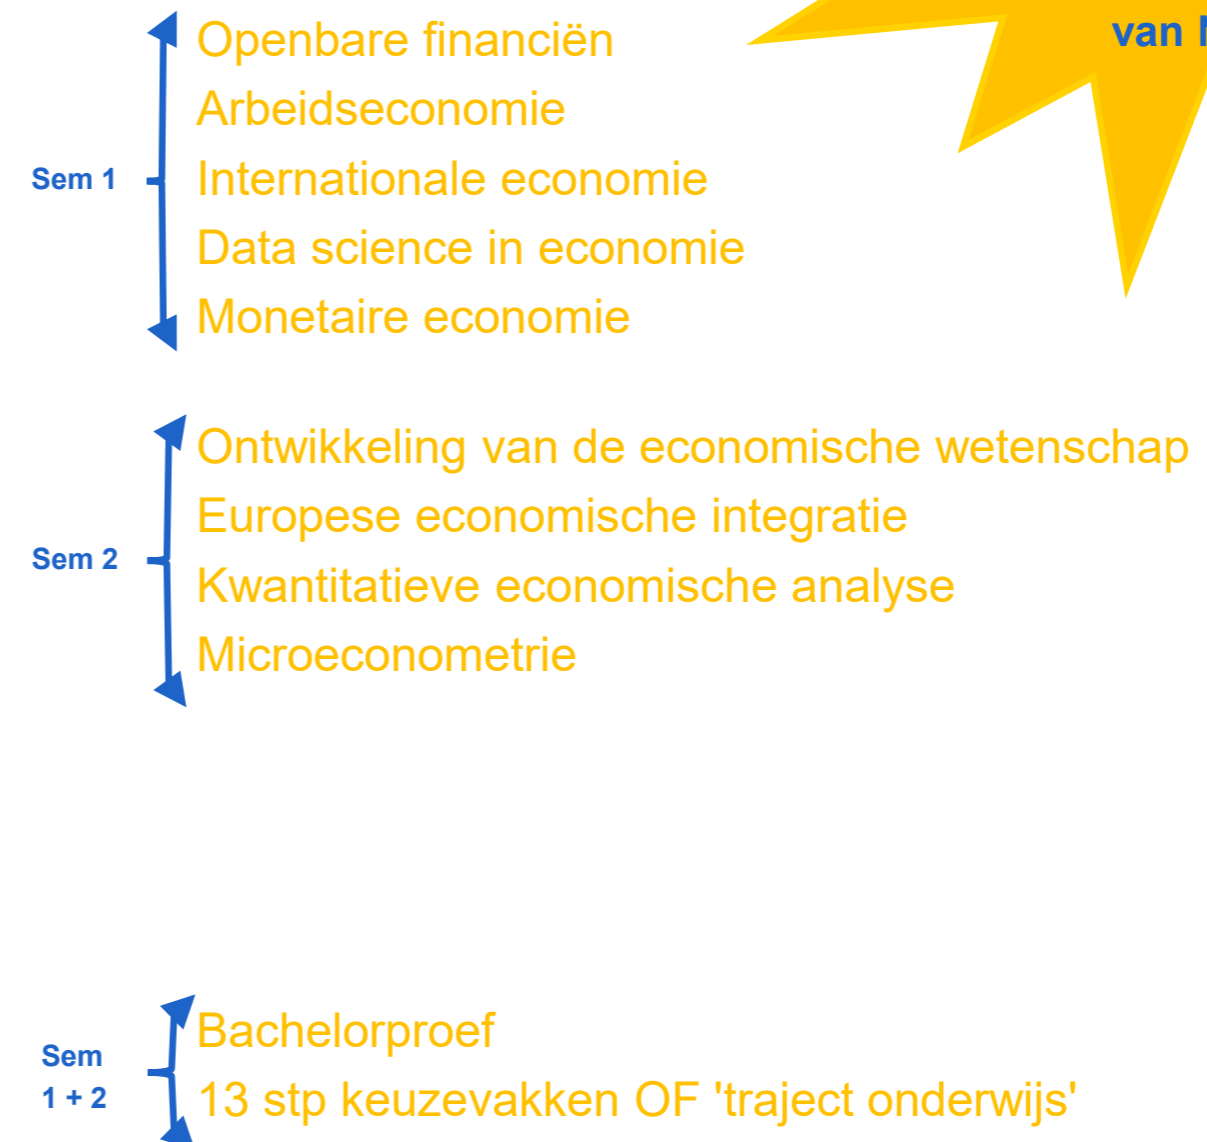 van
Openbare financiën
Arbeidseconomie
Sem 1
Internationale economie
Data science in economie
Monetaire economie
Ontwikkeling van de economische wetenschap
Europese economische integratie
Sem 2
Kwantitatieve economische analyse
Microeconometrie
Bachelorproef
Sem
1 + 2
13 stp keuzevakken OF 'traject onderwijs'